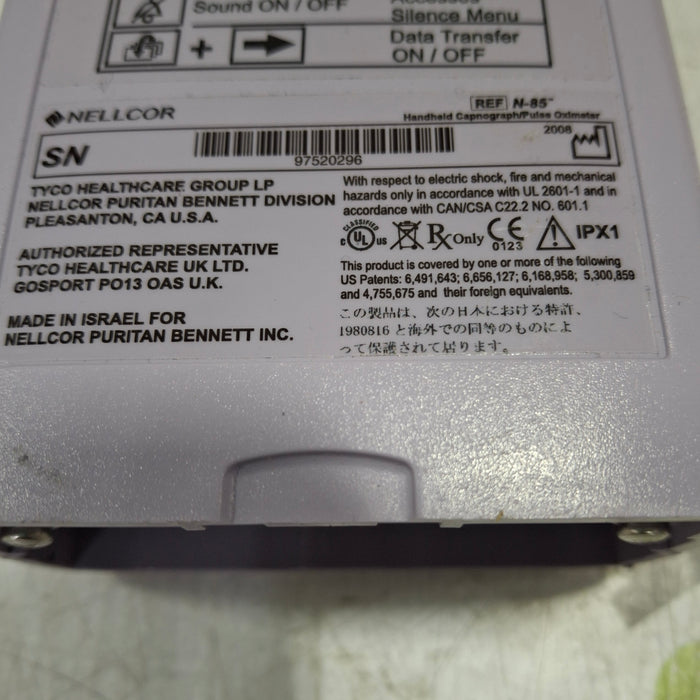 Sound ON / OFF
Silence Menu
+
Data Transfer
ON / OFF
NELLCOR
REF N-85™
Handheld Capnograph/Pulse Oximeter
SN
97520296
2008
TYCO HEALTHCARE GROUP LP
NELLCOR PURITAN BENNETT DIVISION
PLEASANTON, CA U.S.A.
AUTHORIZED REPRESENTATIVE
TYCO HEALTHCARE UK LTD.
GOSPORT PO13 OAS U.K.
MADE IN ISRAEL FOR
NELLCOR PURITAN BENNETT INC.
With respect to electric shock, fire and mechanical
hazards only in accordance with UL 2601-1 and in
accordance with CAN/CSA C22.2 NO. 601.1
CLASSIFIED
C UL US Rx Only CE 0123 ! IPX1
This product is covered by one or more of the following
US Patents: 6,491,643; 6,656,127; 6,168,958; 5,300,859
and 4,755,675 and their foreign equivalents.
この製品は、次の日本における特許、
1980816 と海外での同等のものによ
って保護されて居ります。